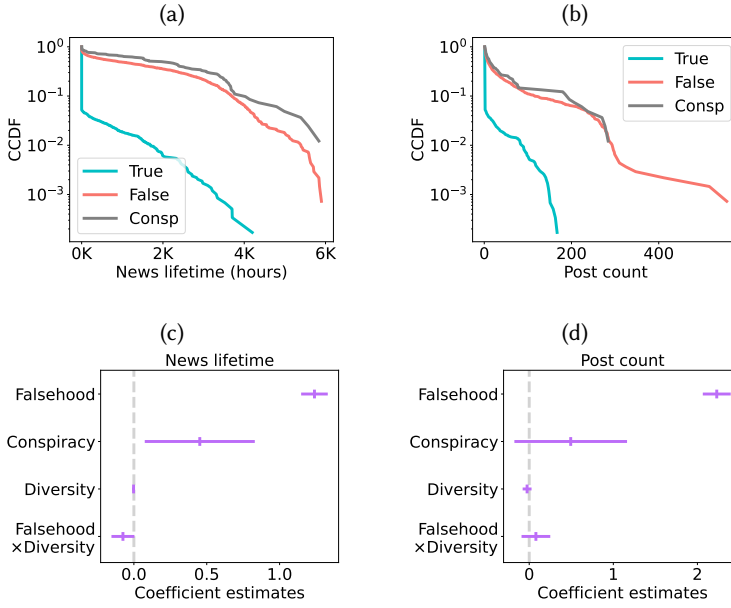 (a)
(b)
10⁰
10⁻¹
10⁻²
10⁻³
CCDF
True
False
Consp
0K
2K
4K
6K
News lifetime (hours)
10⁰
10⁻¹
10⁻²
10⁻³
CCDF
True
False
Consp
0
200
400
Post count
(c)
(d)
News lifetime
Falsehood
Conspiracy
Diversity
Falsehood
×Diversity
0.0
0.5
1.0
Coefficient estimates
Post count
Falsehood
Conspiracy
Diversity
Falsehood
×Diversity
0
1
2
Coefficient estimates